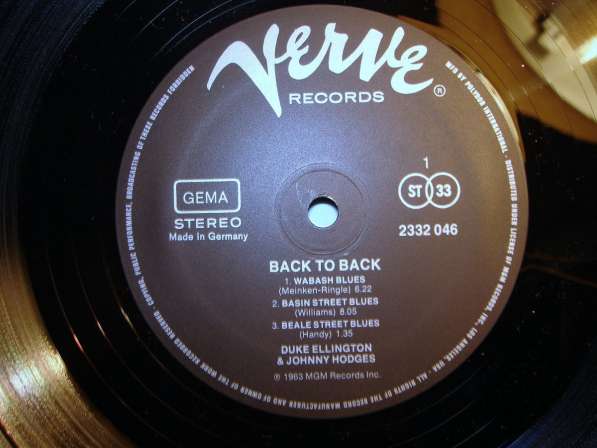 VERVE
RECORDS ®
1
ST 33
2332 046
GEMA
STEREO
Made in Germany
BACK TO BACK
1. WABASH BLUES
(Meinken-Ringle) 6.22
2. BASIN STREET BLUES
(Williams) 8.05
3. BEALE STREET BLUES
(Handy) 1.35
DUKE ELLINGTON
& JOHNNY HODGES
℗ 1963 MGM Records Inc.
MFG BY POLYDOR INTERNATIONAL · DISTRIBUTED UNDER LICENSE OF MGM RECORDS, INC., LOS ANGELES, USA · ALL RIGHTS OF THE RECORD MANUFACTURER AND OF THE OWNER OF THE WORK RECORDED RESERVED · COPYING, PUBLIC PERFORMANCE, BROADCASTING OF THESE RECORDS FORBIDDEN